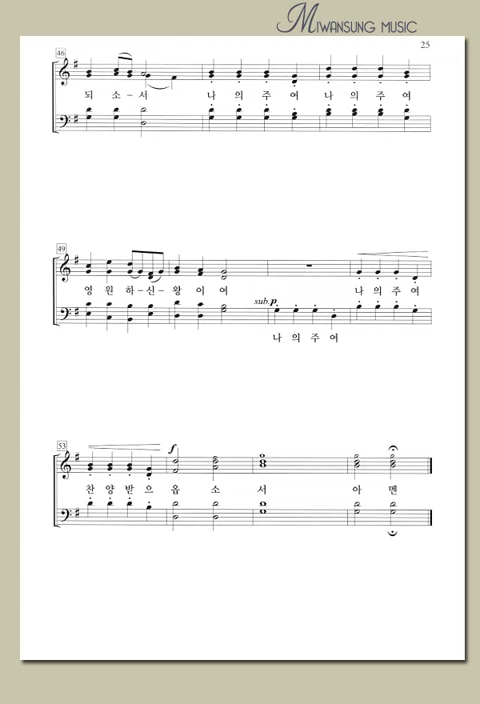 MIWANSUNG MUSIC
25
46
되 소 - 서 나 의 주 여 나 의 주 여
49
영 원 하 - 신 - 왕 이 여 나 의 주 여
sub. p
나 의 주 여
53
f
찬 양 받 으 옵 소 서 아 멘